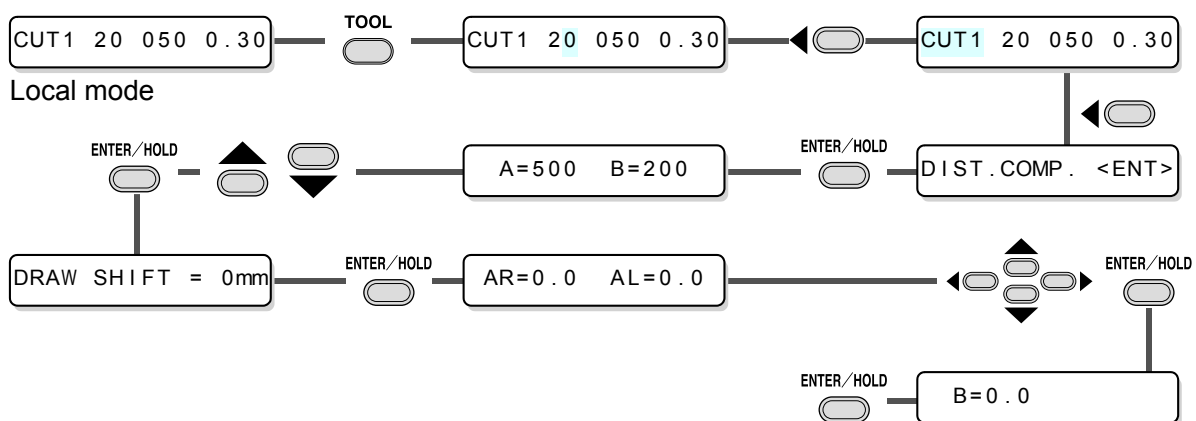 TOOL
CUT1 20 050 0.30
CUT1 20 050 0.30
CUT1 20 050 0.30
Local mode
ENTER/HOLD
A=500 B=200
ENTER/HOLD
DIST.COMP. <ENT>
DRAW SHIFT = 0mm
ENTER/HOLD
AR=0.0 AL=0.0
ENTER/HOLD
ENTER/HOLD
B=0.0